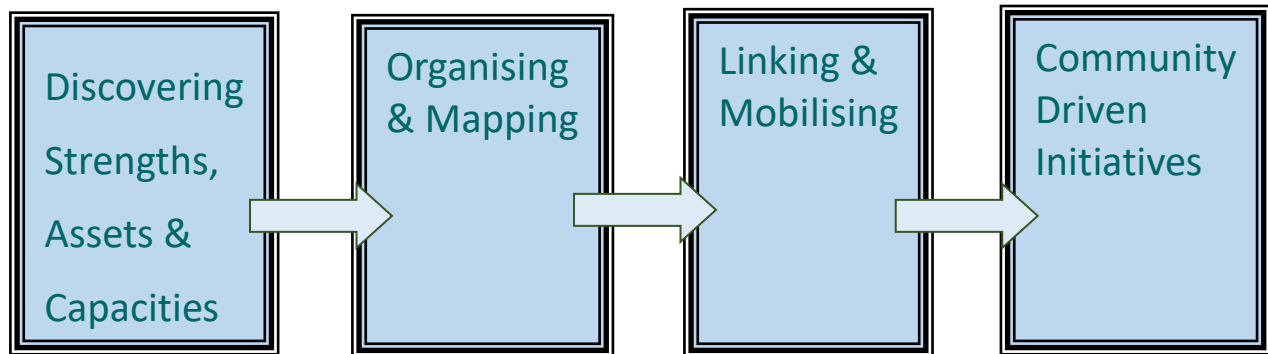 Discovering
Strengths,
Assets &
Capacities
Organising
& Mapping
Linking &
Mobilising
Community
Driven
Initiatives